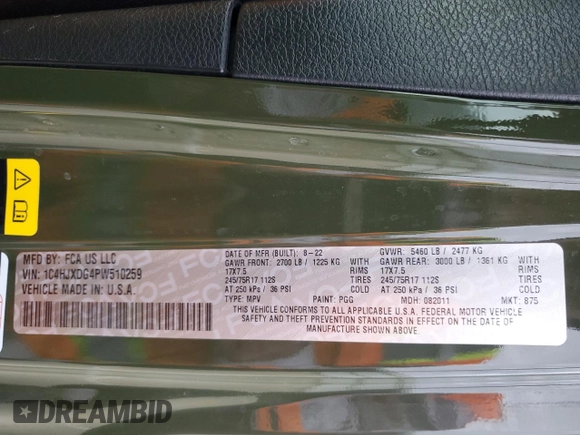 MFD BY: FCA US LLC
VIN: 1C4HJXDG4PW510259
VEHICLE MADE IN: U.S.A.
DATE OF MFR (BUILT): 8-22 GVWR: 5460 LB / 2477 KG
GAWR FRONT: 2700 LB / 1225 KG WITH GAWR REAR: 3000 LB / 1361 KG WITH
17X7.5 RIMS 17X7.5 RIMS
245/75R17 112S TIRES 245/75R17 112S TIRES
AT 250 kPa / 36 PSI COLD AT 250 kPa / 36 PSI COLD
TYPE: MPV PAINT: PGG MDH: 082011 MKT: 875
THIS VEHICLE CONFORMS TO ALL APPLICABLE U.S.A. FEDERAL MOTOR VEHICLE
SAFETY AND THEFT PREVENTION STANDARDS IN EFFECT ON THE DATE OF
MANUFACTURE SHOWN ABOVE.
DREAMBID